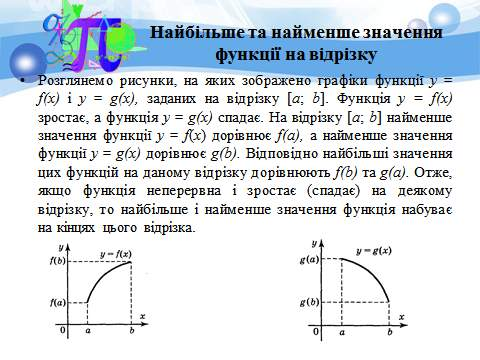 Найбільше та найменше значення
функції на відрізку
• Розглянемо рисунки, на яких зображено графіки функції y =
f(x) і y = g(x), заданих на відрізку [a; b]. Функція y = f(x)
зростає, а функція y = g(x) спадає. На відрізку [a; b] найменше
значення функції y = f(x) дорівнює f(a), а найменше значення
функції y = g(x) дорівнює g(b). Відповідно найбільші значення
цих функцій на даному відрізку дорівнюють f(b) та g(a). Отже,
якщо функція неперервна і зростає (спадає) на деякому
відрізку, то найбільше і найменше значення функція набуває
на кінцях цього відрізка.
y
f(b)
y = f(x)
f(a)
x
0 a b
y
g(a)
y = g(x)
g(b)
x
0 a b